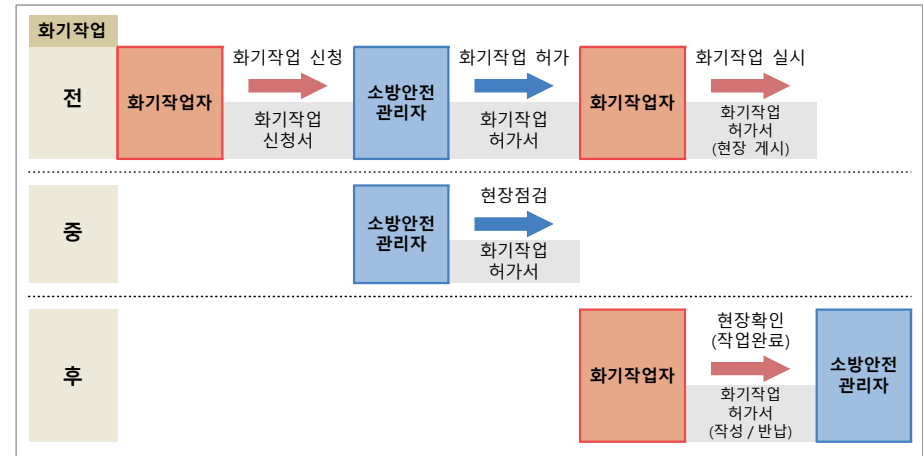 화기작업
전
화기작업자
화기작업 신청
화기작업
신청서
소방안전
관리자
화기작업 허가
화기작업
허가서
화기작업자
화기작업 실시
화기작업
허가서
(현장 게시)
중
소방안전
관리자
현장점검
화기작업
허가서
후
화기작업자
현장확인
(작업완료)
화기작업
허가서
(작성 / 반납)
소방안전
관리자